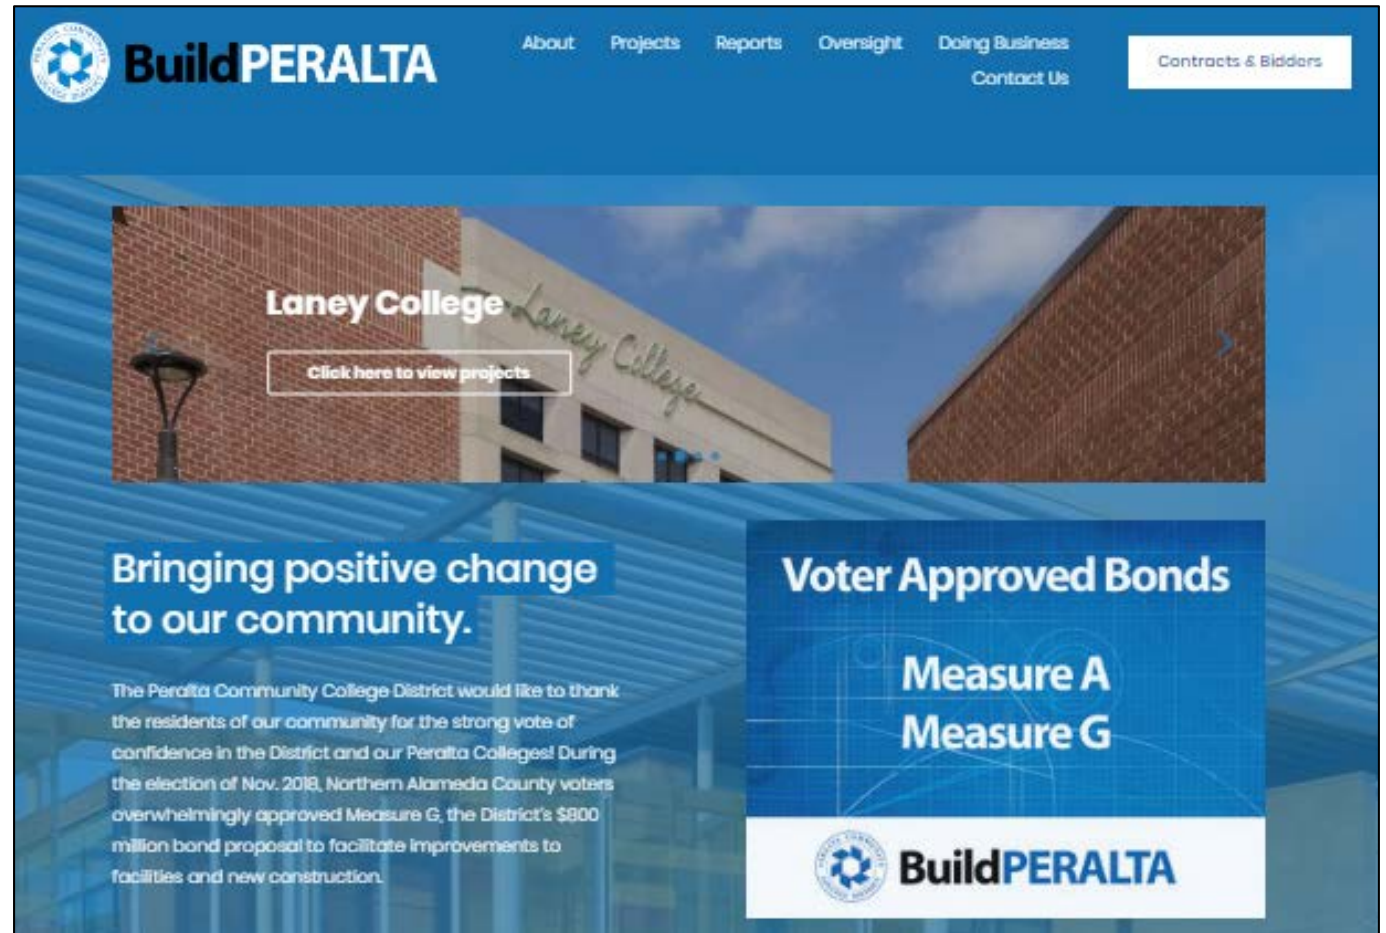 BuildPERALTA
About Projects Reports Oversight Doing Business
Contact Us
Contracts & Bidders
Laney College
Laney College
Click here to view projects
Bringing positive change
to our community.
The Peralta Community College District would like to thank
the residents of our community for the strong vote of
confidence in the District and our Peralta Colleges! During
the election of Nov. 2018, Northern Alameda County voters
overwhelmingly approved Measure G, the District's $800
million bond proposal to facilitate improvements to
facilities and new construction.
Voter Approved Bonds
Measure A
Measure G
PERALTA COMMUNITY
COLLEGE DISTRICT
BuildPERALTA